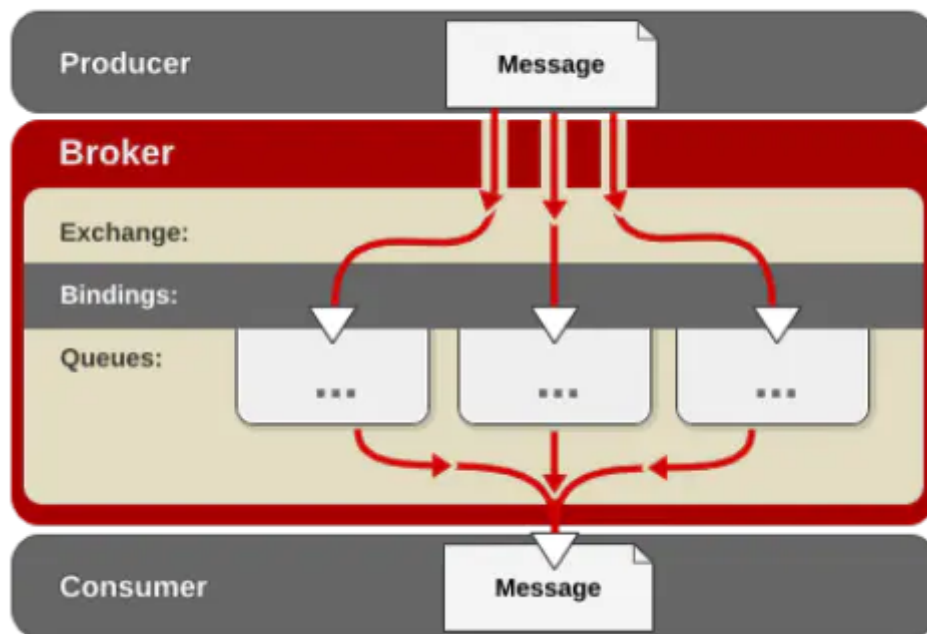 Producer
Message
Broker
Exchange:
Bindings:
Queues:
... ... ...
Consumer
Message